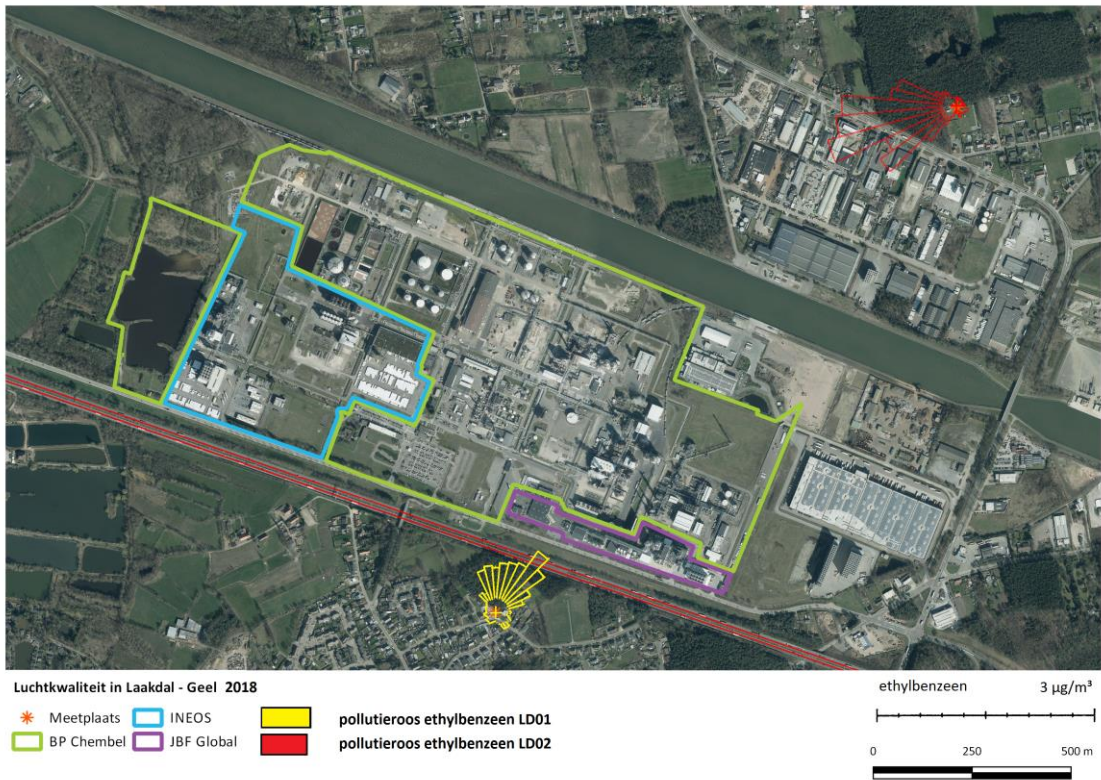 Luchtkwaliteit in Laakdal - Geel 2018
Meetplaats
INEOS
BP Chembel
JBF Global
pollutieroos ethylbenzeen LD01
pollutieroos ethylbenzeen LD02
ethylbenzeen 3 µg/m³
0 250 500 m